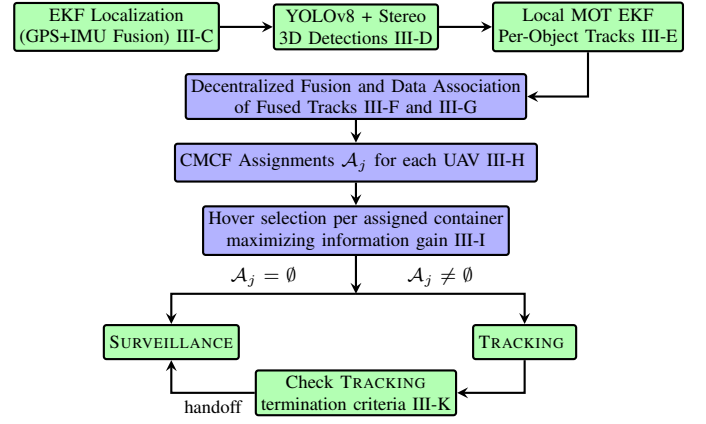 EKF Localization
(GPS+IMU Fusion) III-C
YOLOv8 + Stereo
3D Detections III-D
Local MOT EKF
Per-Object Tracks III-E
Decentralized Fusion and Data Association
of Fused Tracks III-F and III-G
CMCF Assignments 𝒜ⱼ for each UAV III-H
Hover selection per assigned container
maximizing information gain III-I
𝒜ⱼ = ∅
𝒜ⱼ ≠ ∅
SURVEILLANCE
TRACKING
Check TRACKING
termination criteria III-K
handoff